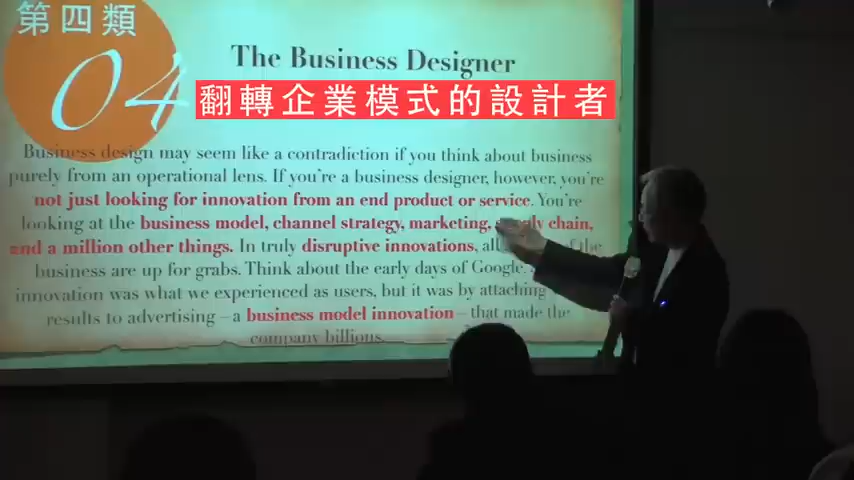 第四類
04
The Business Designer
翻轉企業模式的設計者
Business design may seem like a contradiction if you think about business
purely from an operational lens. If you're a business designer, however, you're
not just looking for innovation from an end product or service. You're
looking at the business model, channel strategy, marketing, chain,
and a million other things. In truly disruptive innovations, of the
business are up for grabs. Think about the early days of Google.
innovation was what we experienced as users, but it was by attaching
results to advertising – a business model innovation – that made the
company billions.